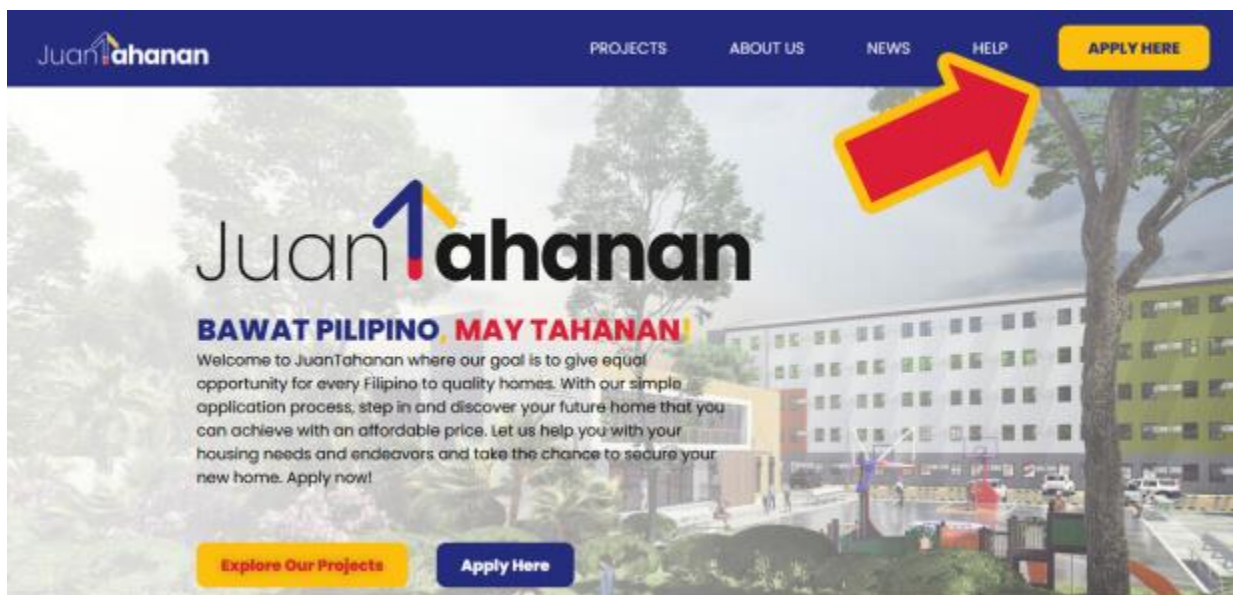 JuanTahanan
PROJECTS
ABOUT US
NEWS
HELP
APPLY HERE
JuanTahanan
BAWAT PILIPINO, MAY TAHANAN!
Welcome to JuanTahanan where our goal is to give equal
opportunity for every Filipino to quality homes. With our simple
application process, step in and discover your future home that you
can achieve with an affordable price. Let us help you with your
housing needs and endeavors and take the chance to secure your
new home. Apply now!
Explore Our Projects
Apply Here